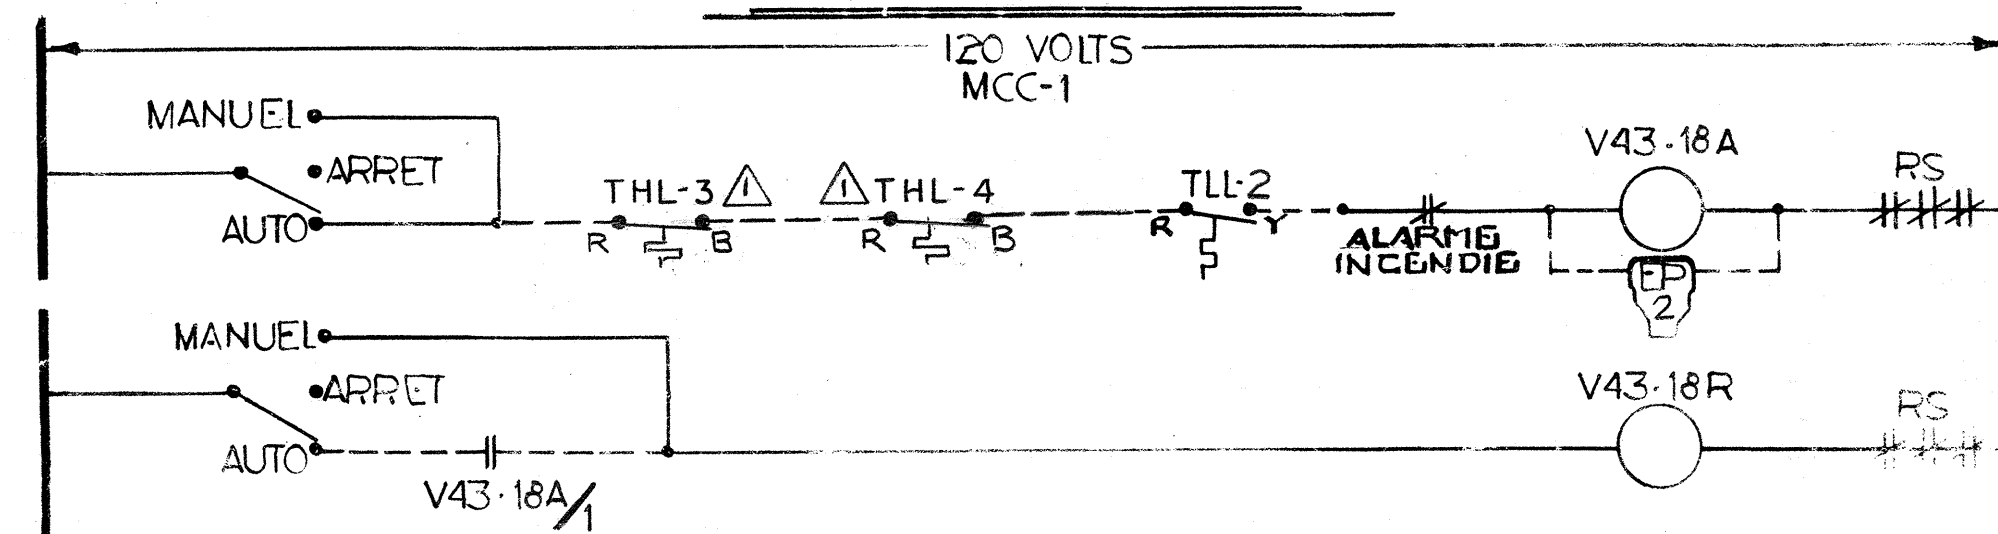 120 VOLTS
MCC-1
MANUEL
ARRET
AUTO
THL-3 1
1 THL-4
TLL-2
V43.18A
RS
R B
R B
R Y
ALARME
INCENDIE
EP
2
MANUEL
ARRET
AUTO
V43.18A/1
V43.18R
RS